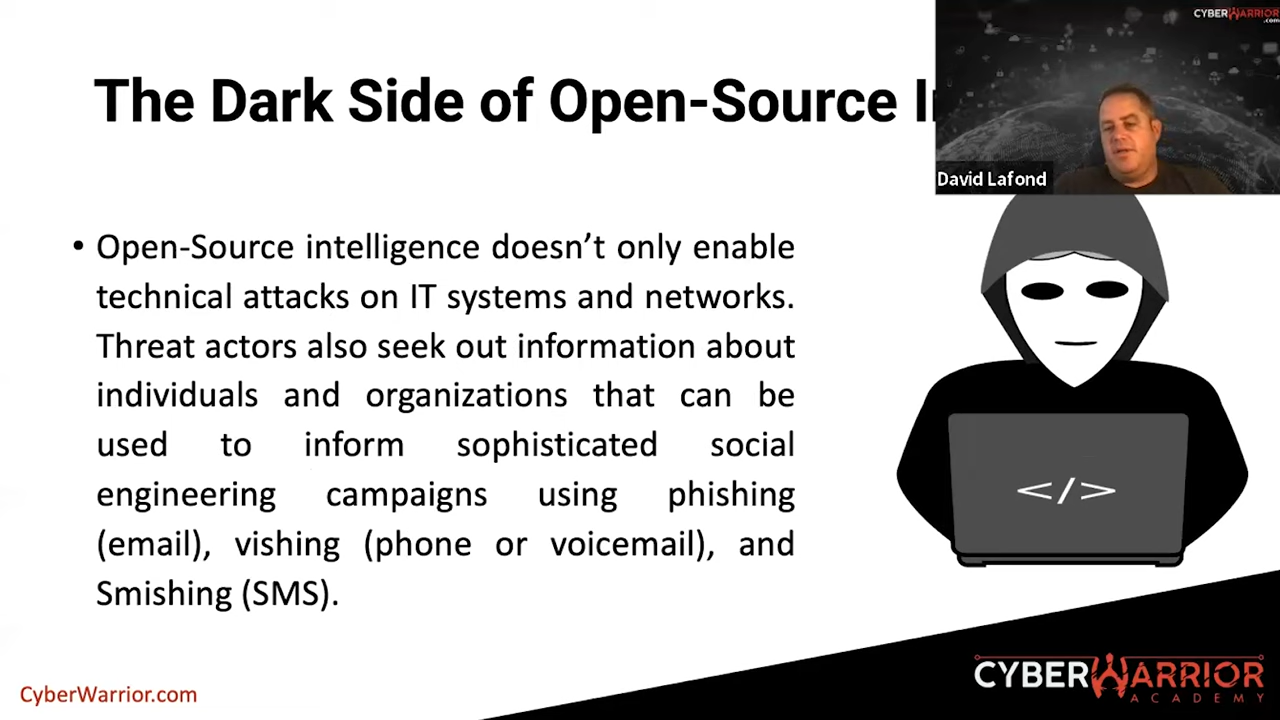 CYBERWARRIOR
.com
The Dark Side of Open-Source
David Lafond
• Open-Source intelligence doesn’t only enable
technical attacks on IT systems and networks.
Threat actors also seek out information about
individuals and organizations that can be
used to inform sophisticated social
engineering campaigns using phishing
(email), vishing (phone or voicemail), and
Smishing (SMS).
</>
CyberWarrior.com
CYBERWARRIOR
ACADEMY